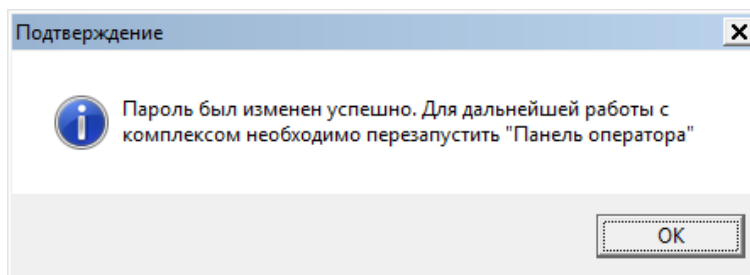 Подтверждение
Пароль был изменен успешно. Для дальнейшей работы с
комплексом необходимо перезапустить "Панель оператора"
OK